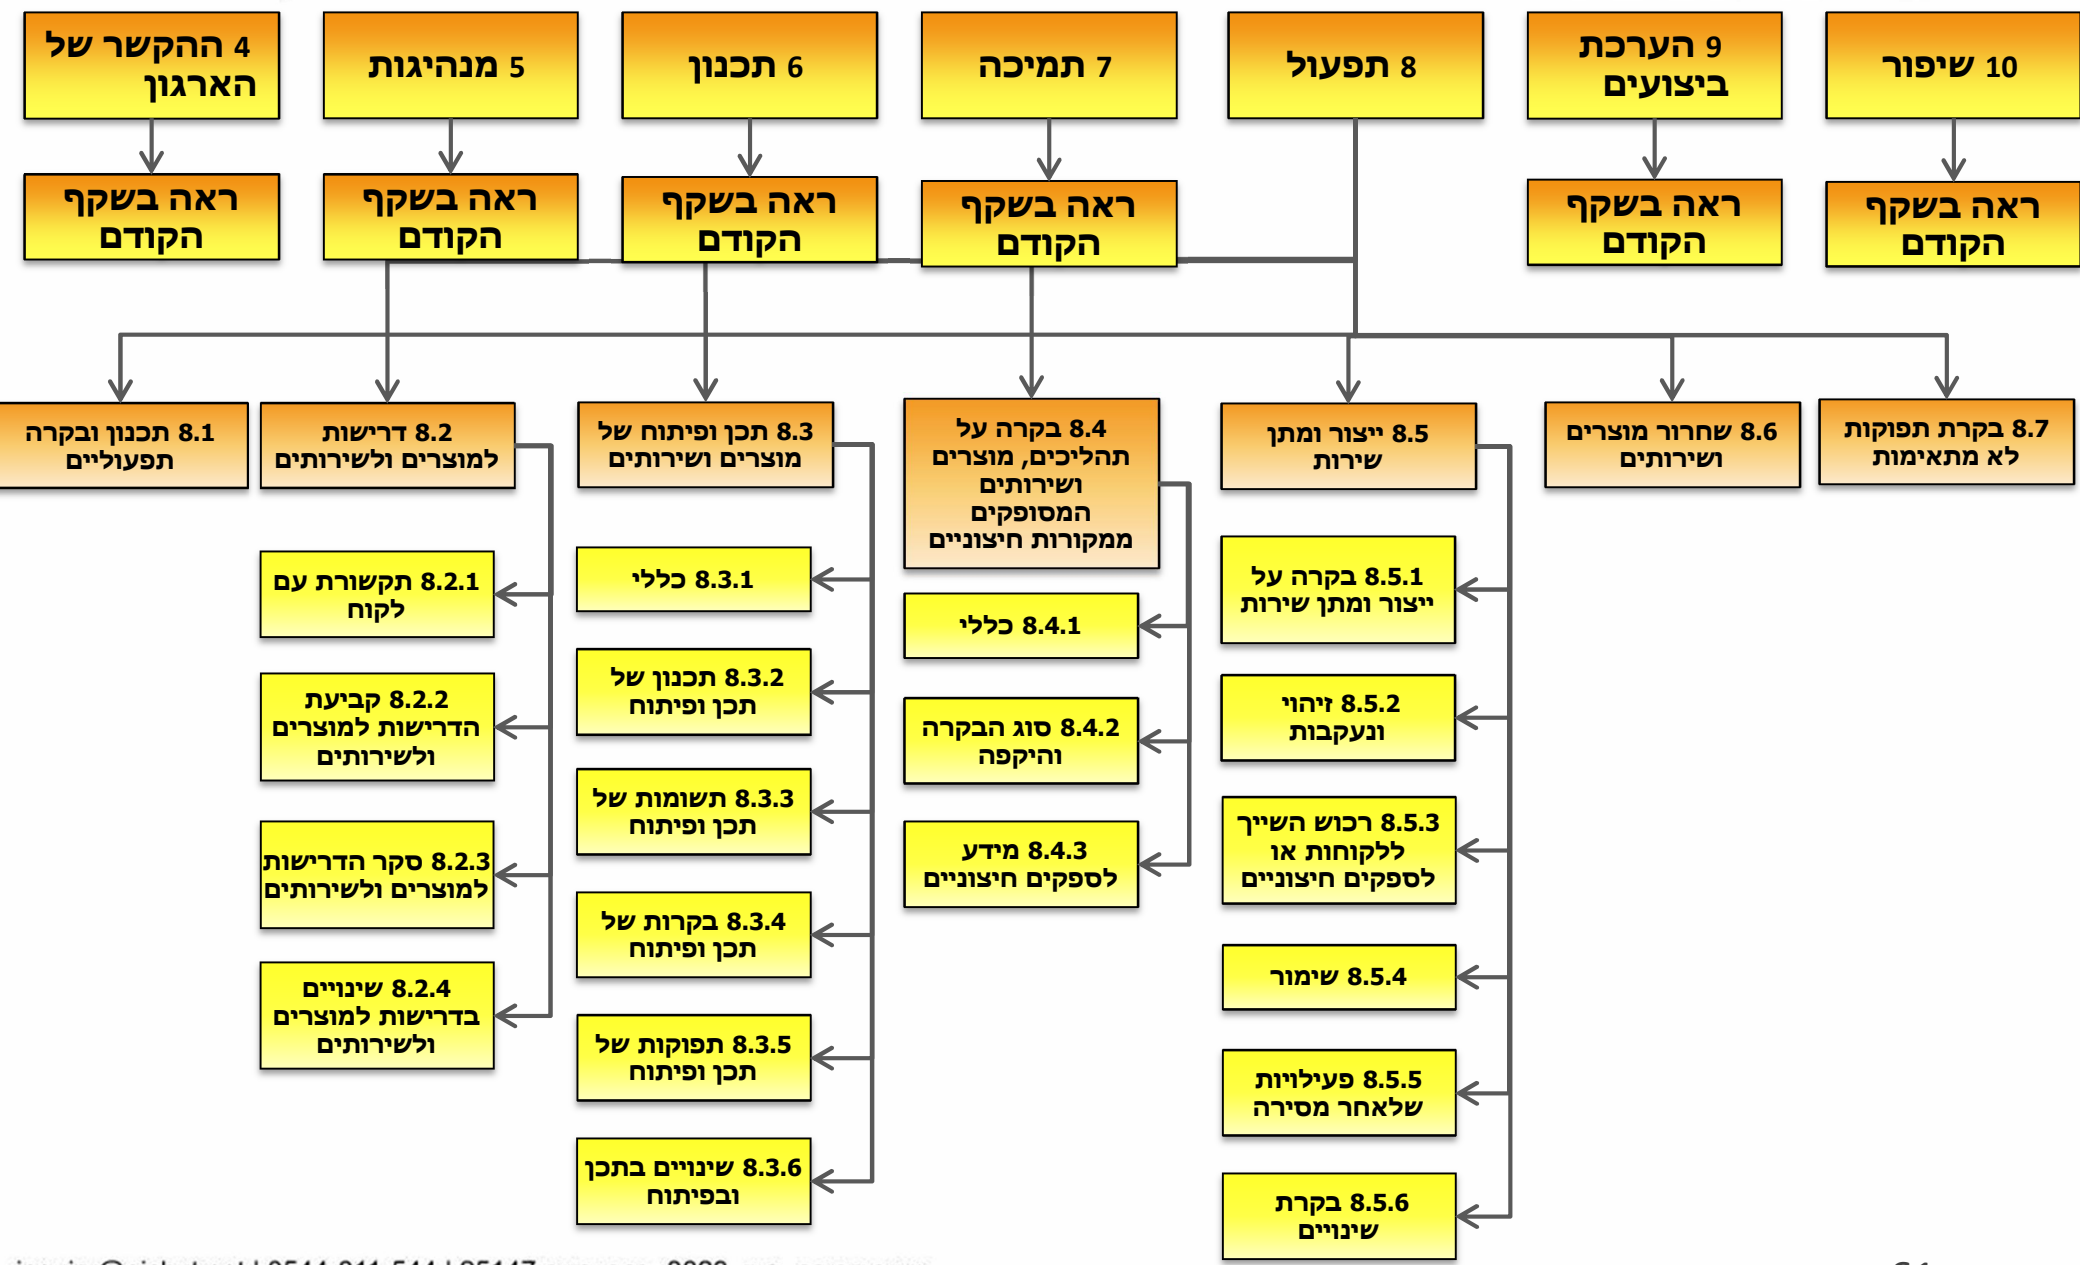 4 ההקשר של
הארגון
5 מנהיגות
6 תכנון
7 תמיכה
8 תפעול
9 הערכת
ביצועים
10 שיפור
ראה בשקף
הקודם
ראה בשקף
הקודם
ראה בשקף
הקודם
ראה בשקף
הקודם
ראה בשקף
הקודם
ראה בשקף
הקודם
8.1 תכנון ובקרה
תפעוליים
8.2 דרישות
למוצרים ולשירותים
8.3 תכן ופיתוח של
מוצרים ושירותים
8.4 בקרה על
תהליכים, מוצרים
ושירותים
המסופקים
ממקורות חיצוניים
8.5 ייצור ומתן
שירות
8.6 שחרור מוצרים
ושירותים
8.7 בקרת תפוקות
לא מתאימות
8.2.1 תקשורת עם
לקוח
8.2.2 קביעת
הדרישות למוצרים
ולשירותים
8.2.3 סקר הדרישות
למוצרים ולשירותים
8.2.4 שינויים
בדרישות למוצרים
ולשירותים
8.3.1 כללי
8.3.2 תכנון של
תכן ופיתוח
8.3.3 תשומות של
תכן ופיתוח
8.3.4 בקרות של
תכן ופיתוח
8.3.5 תפוקות של
תכן ופיתוח
8.3.6 שינויים בתכן
ובפיתוח
8.4.1 כללי
8.4.2 סוג הבקרה
והיקפה
8.4.3 מידע
לספקים חיצוניים
8.5.1 בקרה על
ייצור ומתן שירות
8.5.2 זיהוי
ונעקבות
8.5.3 רכוש השייך
ללקוחות או
לספקים חיצוניים
8.5.4 שימור
8.5.5 פעילויות
שלאחר מסירה
8.5.6 בקרת
שינויים